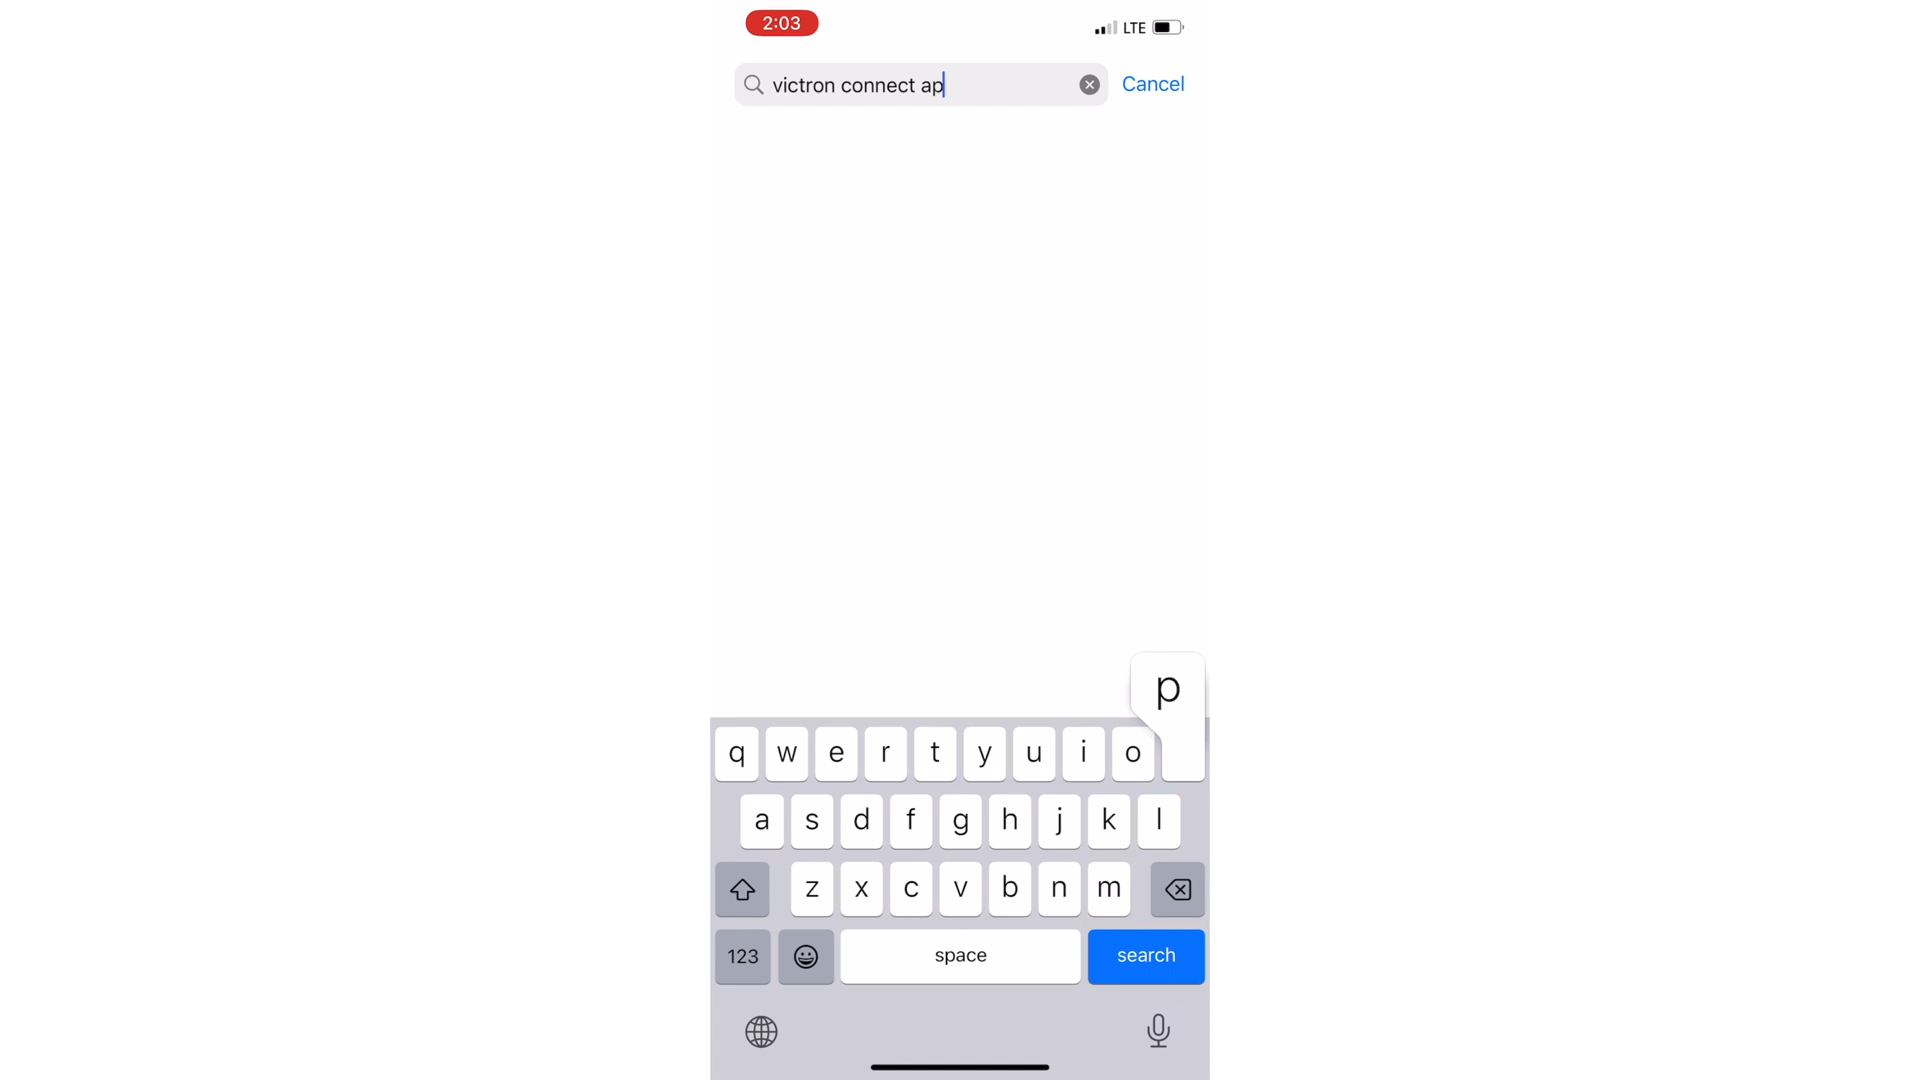 2:03
LTE
victron connect ap
Cancel
p
q w e r t y u i o
a s d f g h j k l
z x c v b n m
123 space search